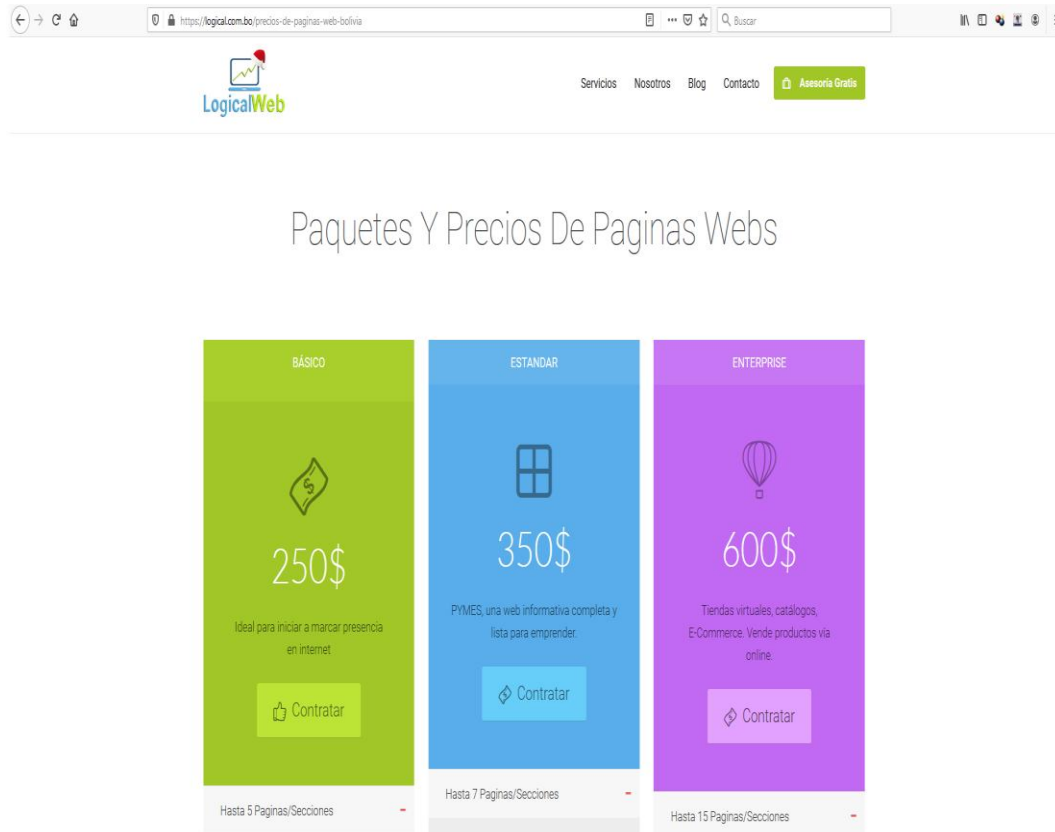 https://logical.com.bo/precios-de-paginas-web-bolivia
Buscar
LogicalWeb
Servicios Nosotros Blog Contacto Asesoría Gratis
Paquetes Y Precios De Paginas Webs
BÁSICO
250$
Ideal para iniciar a marcar presencia
en internet
Contratar
Hasta 5 Paginas/Secciones
ESTANDAR
350$
PYMES, una web informativa completa y
lista para emprender.
Contratar
Hasta 7 Paginas/Secciones
ENTERPRISE
600$
Tiendas virtuales, catálogos,
E-Commerce. Vende productos vía
online.
Contratar
Hasta 15 Paginas/Secciones